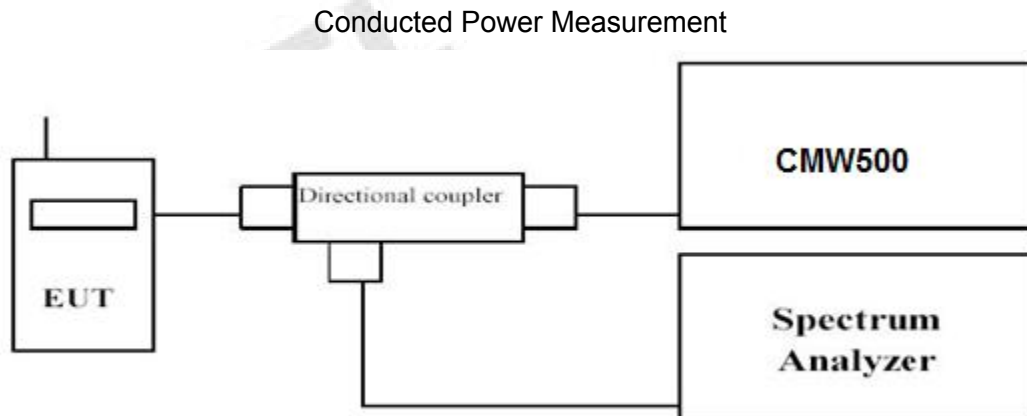 Conducted Power Measurement
CMW500
Directional coupler
EUT
Spectrum
Analyzer